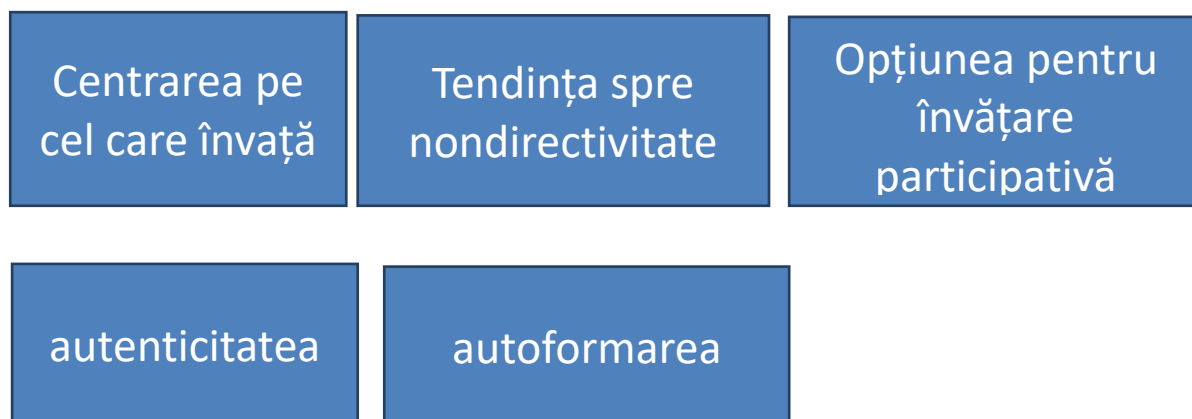 Centrarea pe
cel care învață
Tendința spre
nondirectivitate
Opțiunea pentru
învățare
participativă
autenticitatea
autoformarea